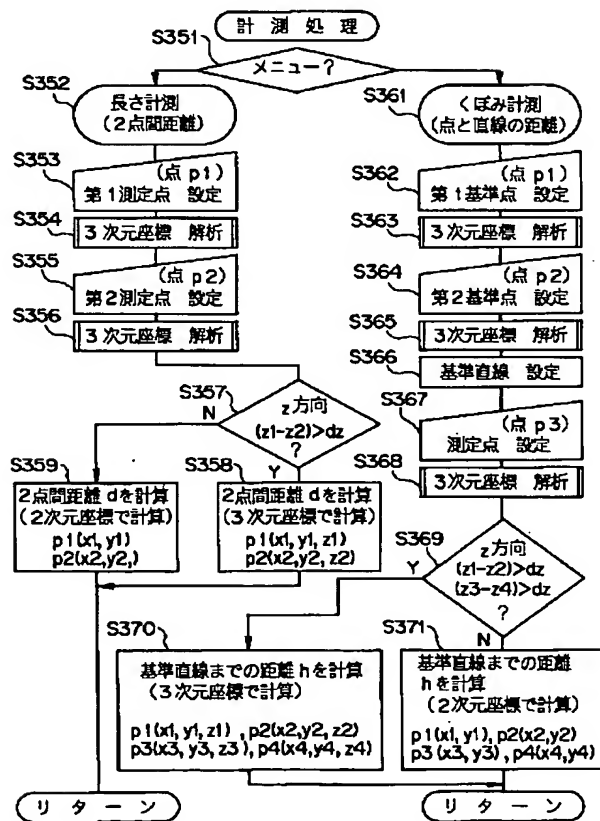 計測処理
S351
メニュー?
S352
長さ計測
(2点間距離)
S353
(点 p1)
第1測定点 設定
S354
3次元座標 解析
S355
(点 p2)
第2測定点 設定
S356
3次元座標 解析
S357
z方向
(z1-z2)>dz
?
N
Y
S359
2点間距離 dを計算
(2次元座標で計算)
p1(x1, y1)
p2(x2, y2,)
S358
2点間距離 dを計算
(3次元座標で計算)
p1(x1, y1, z1)
p2(x2, y2, z2)
S361
くぼみ計測
(点と直線の距離)
S362
(点 p1)
第1基準点 設定
S363
3次元座標 解析
S364
(点 p2)
第2基準点 設定
S365
3次元座標 解析
S366
基準直線 設定
S367
(点 p3)
測定点 設定
S368
3次元座標 解析
S369
z方向
(z1-z2)>dz
(z3-z4)>dz
?
Y
N
S370
基準直線までの距離 hを計算
(3次元座標で計算)
p1(x1, y1, z1) , p2(x2, y2, z2)
p3(x3, y3, z3), p4(x4, y4, z4)
S371
基準直線までの距離
hを計算
(2次元座標で計算)
p1(x1, y1), p2(x2, y2)
p3(x3, y3), p4(x4, y4)
リターン
リターン